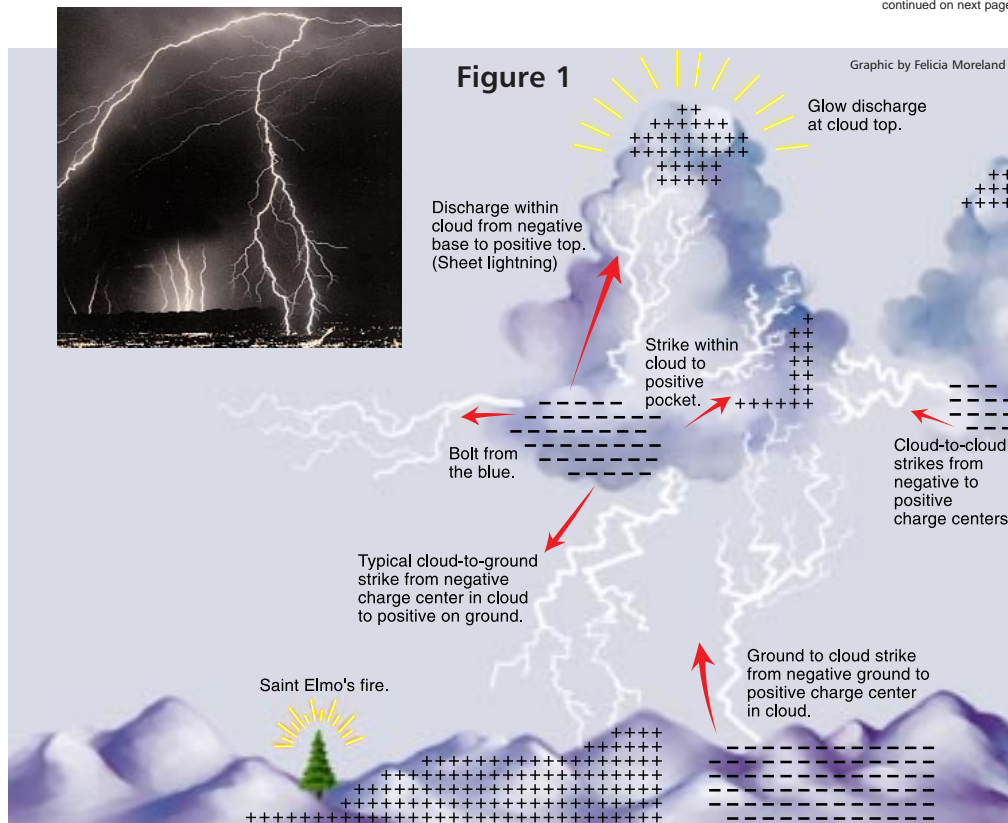 continued on next page
Figure 1
Graphic by Felicia Moreland
Glow discharge
at cloud top.
Discharge within
cloud from negative
base to positive top.
(Sheet lightning)
Strike within
cloud to
positive
pocket.
Bolt from
the blue.
Cloud-to-cloud
strikes from
negative to
positive
charge centers
Typical cloud-to-ground
strike from negative
charge center in cloud
to positive on ground.
Ground to cloud strike
from negative ground to
positive charge center
in cloud.
Saint Elmo's fire.